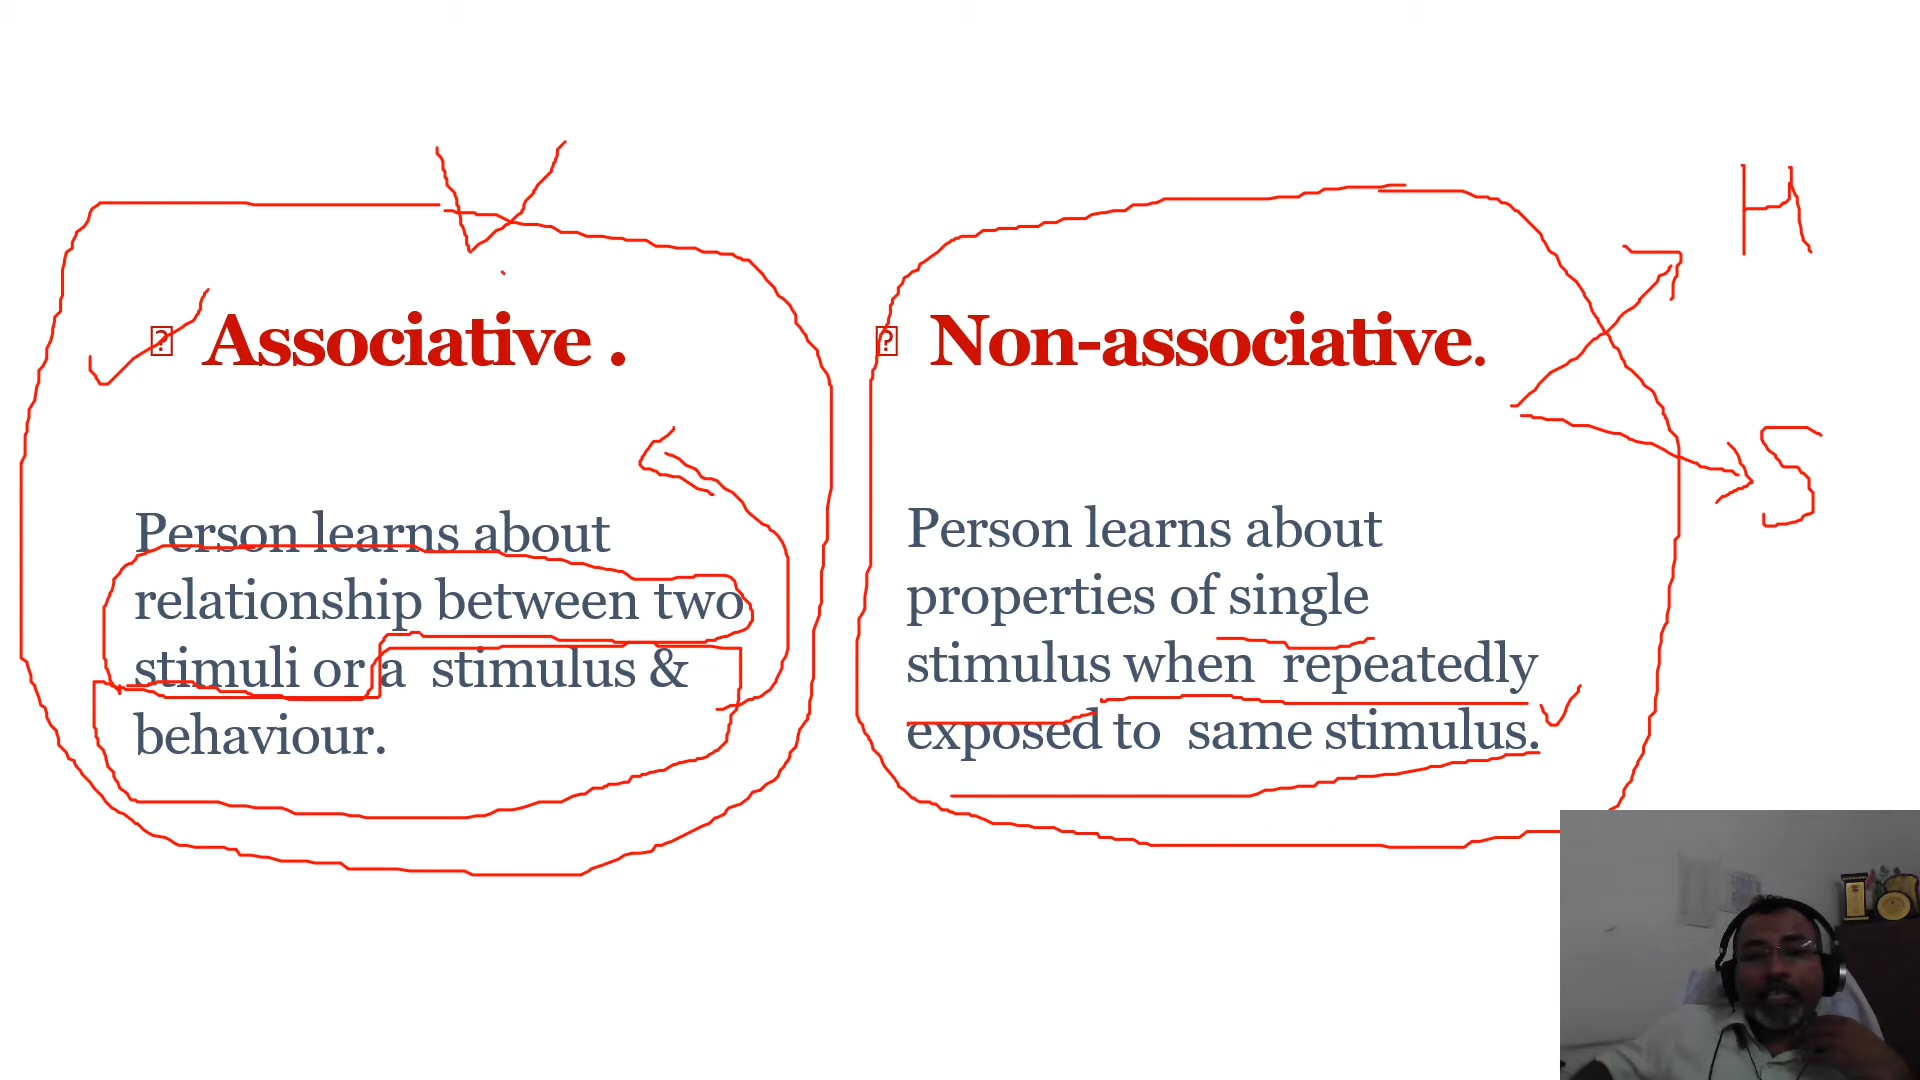 Associative .
Person learns about
relationship between two
stimuli or a stimulus &
behaviour.
Non-associative.
Person learns about
properties of single
stimulus when repeatedly
exposed to same stimulus.
H
S